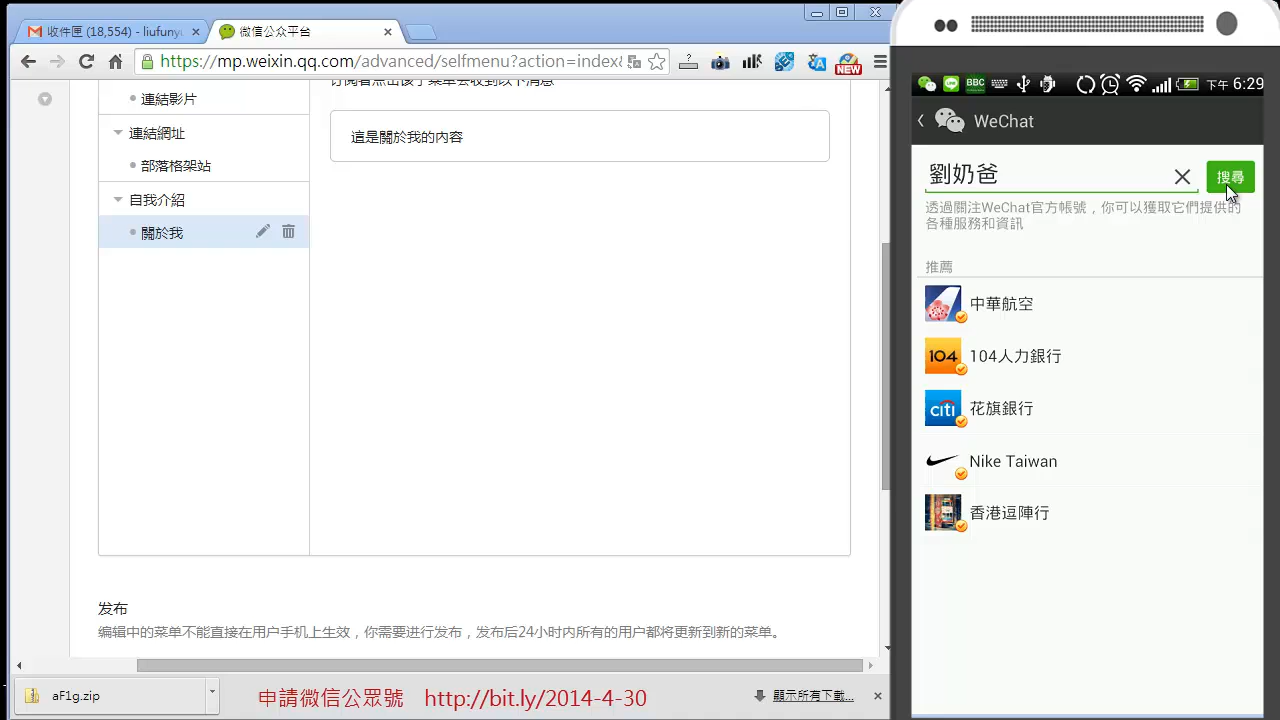 收件匣 (18,554) - liufuny
微信公众平台
https://mp.weixin.qq.com/advanced/selfmenu?action=index
NEW
連結影片
連結網址
部落格架站
自我介紹
關於我
這是關於我的內容
发布
编辑中的菜单不能直接在用户手机上生效，你需要进行发布，发布后24小时内所有的用户都将更新到新的菜单。
aF1g.zip
申請微信公眾號 http://bit.ly/2014-4-30
顯示所有下載...
BBC
下午 6:29
WeChat
劉奶爸
搜尋
透過關注WeChat官方帳號，你可以獲取它們提供的
各種服務和資訊
推薦
中華航空
104
104人力銀行
citi
花旗銀行
Nike Taiwan
香港逗陣行